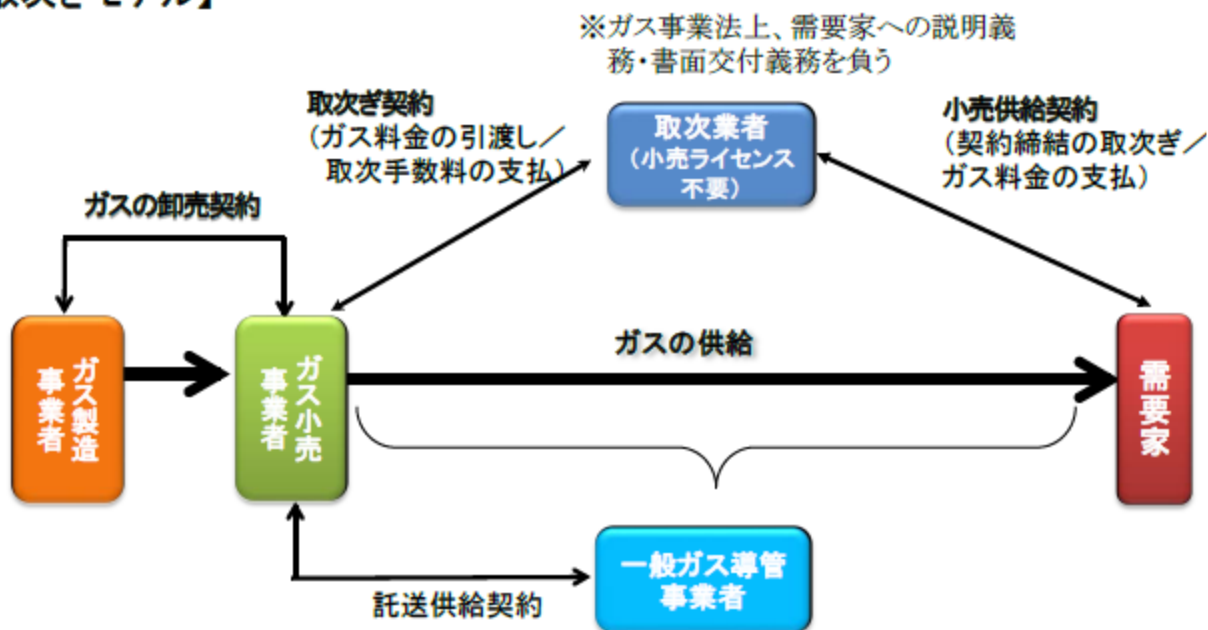 取次ぎモデル】
※ガス事業法上、需要家への説明義
務・書面交付義務を負う
取次ぎ契約
(ガス料金の引渡し／
取次手数料の支払)
取次業者
(小売ライセンス
不要)
小売供給契約
(契約締結の取次ぎ／
ガス料金の支払)
ガスの卸売契約
ガス製造
事業者
ガス小売
事業者
ガスの供給
需要家
一般ガス導管
事業者
託送供給契約